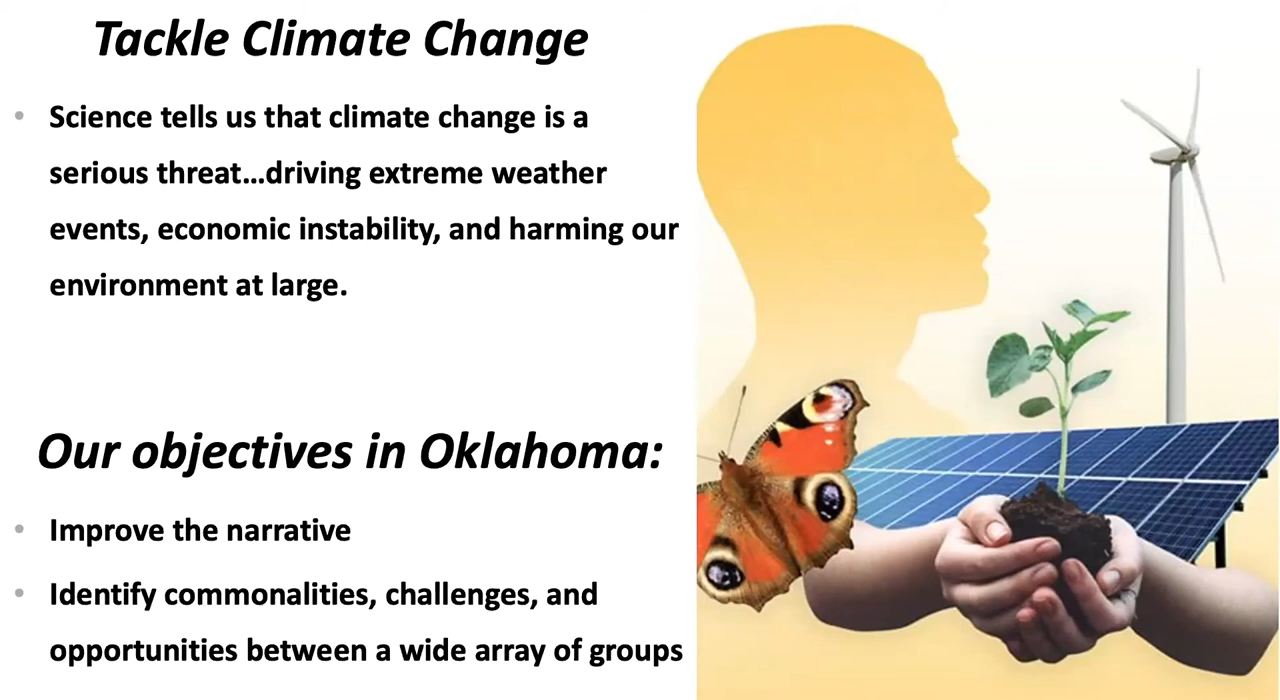 Tackle Climate Change
• Science tells us that climate change is a
serious threat...driving extreme weather
events, economic instability, and harming our
environment at large.
Our objectives in Oklahoma:
• Improve the narrative
• Identify commonalities, challenges, and
opportunities between a wide array of groups